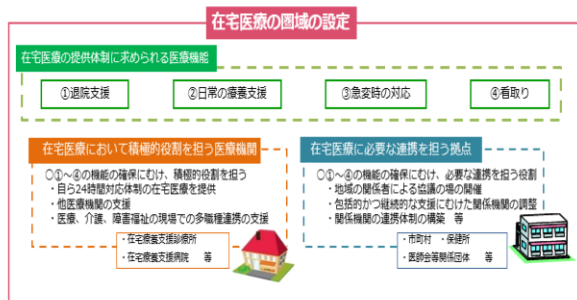 在宅医療の圏域の設定
在宅医療の提供体制に求められる医療機能
①退院支援
②日常の療養支援
③急変時の対応
④看取り
在宅医療において積極的役割を担う医療機関
○①～④の機能の確保にむけ、積極的役割を担う
・自ら24時間対応体制の在宅医療を提供
・他医療機関の支援
・医療、介護、障害福祉の現場での多職種連携の支援
・在宅療養支援診療所
・在宅療養支援病院　等
在宅医療に必要な連携を担う拠点
○①～④の機能の確保にむけ、必要な連携を担う役割
・地域の関係者による協議の場の開催
・包括的かつ継続的な支援にむけた関係機関の調整
・関係機関の連携体制の構築　等
・市町村　・保健所
・医師会等関係団体　等